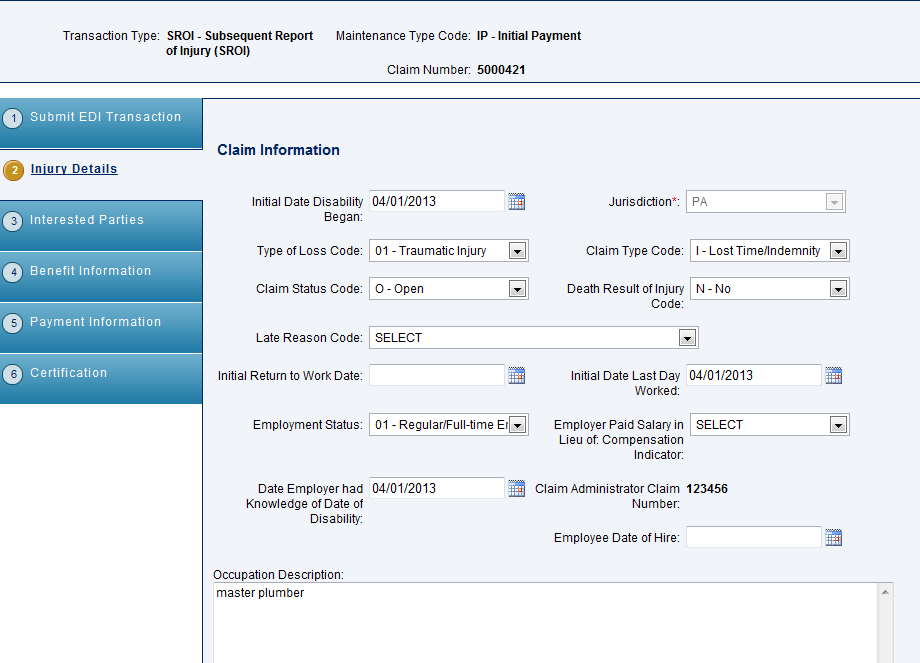 Transaction Type: SROI - Subsequent Report of Injury (SROI)
Maintenance Type Code: IP - Initial Payment
Claim Number: 5000421
1 Submit EDI Transaction
2 Injury Details
3 Interested Parties
4 Benefit Information
5 Payment Information
6 Certification
Claim Information
Initial Date Disability Began: 04/01/2013
Jurisdiction*: PA
Type of Loss Code: 01 - Traumatic Injury
Claim Type Code: I - Lost Time/Indemnity
Claim Status Code: O - Open
Death Result of Injury Code: N - No
Late Reason Code: SELECT
Initial Return to Work Date:
Initial Date Last Day Worked: 04/01/2013
Employment Status: 01 - Regular/Full-time Er
Employer Paid Salary in Lieu of: Compensation Indicator: SELECT
Date Employer had Knowledge of Date of Disability: 04/01/2013
Claim Administrator Claim Number: 123456
Employee Date of Hire:
Occupation Description:
master plumber